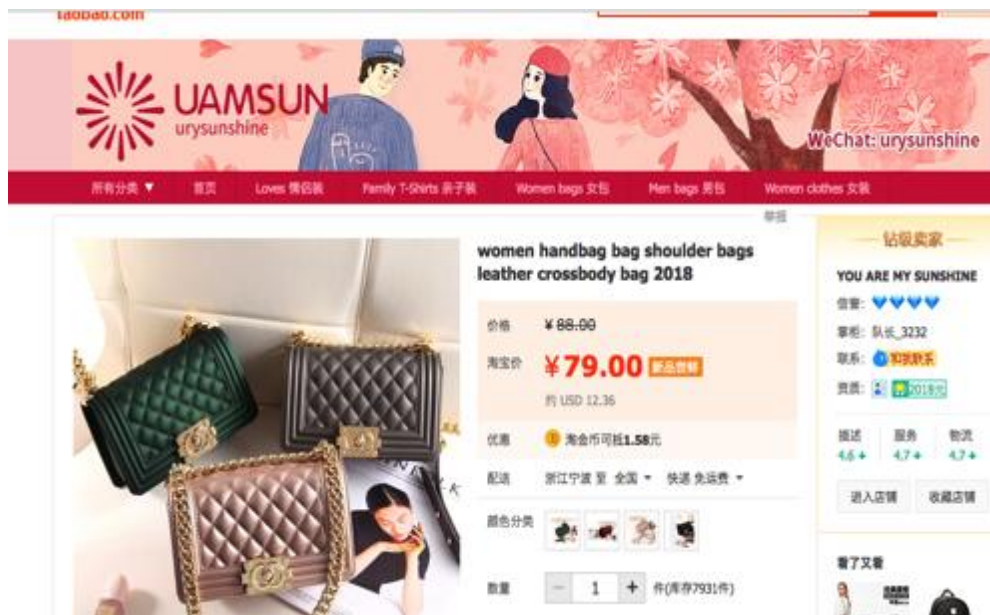 taobao.com
UAMSUN
urysunshine
WeChat: urysunshine
所有分类 ▼ 首页 Loves 情侣装 Family T-Shirts 亲子装 Women bags 女包 Men bags 男包 Women clothes 女装
举报
women handbag bag shoulder bags
leather crossbody bag 2018
价格 ¥ 88.00
淘宝价 ¥79.00 新品尝鲜
约 USD 12.36
优惠 淘金币可抵1.58元
配送 浙江宁波 至 全国 快递 免运费
颜色分类
数量 − 1 + 件(库存7931件)
钻级卖家
YOU ARE MY SUNSHINE
信誉:
掌柜: 队长_3232
联系: 和我联系
资质: 2018元
描述 服务 物流
4.6 4.7 4.7
进入店铺 收藏店铺
看了又看